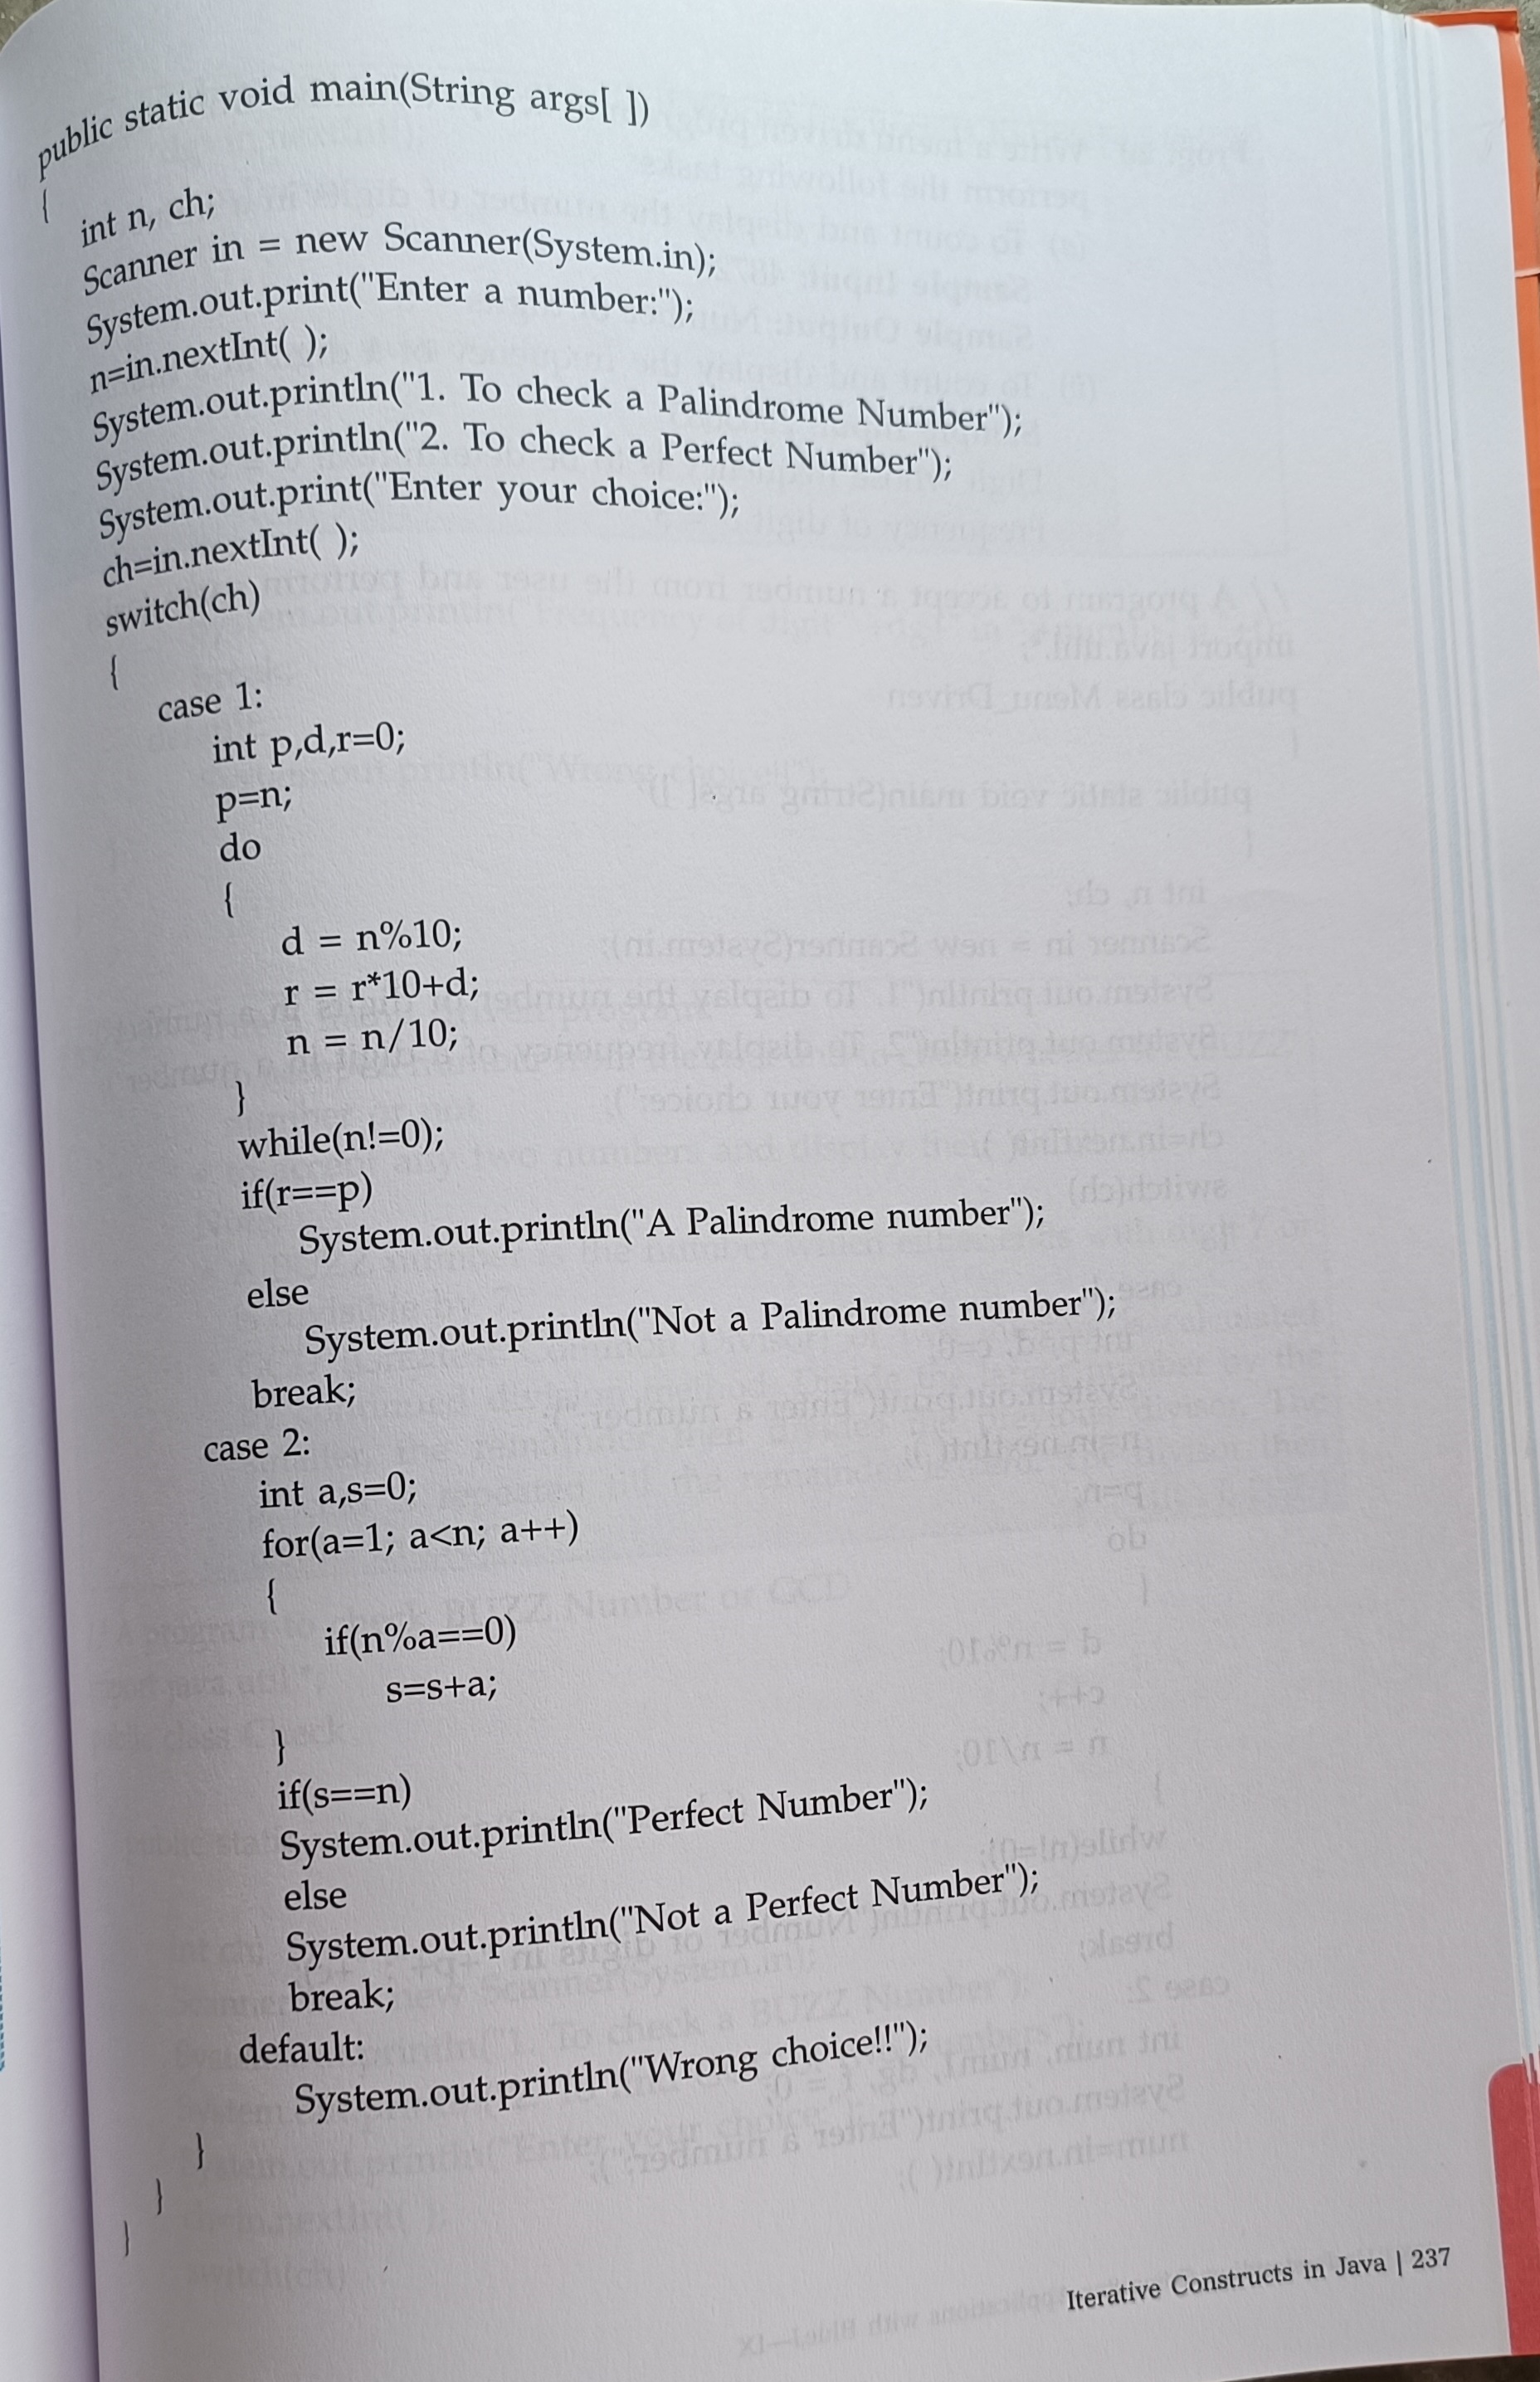 public static void main(String args[ ])
{
int n, ch;
Scanner in = new Scanner(System.in);
System.out.print("Enter a number:");
n=in.nextInt( );
System.out.println("1. To check a Palindrome Number");
System.out.println("2. To check a Perfect Number");
System.out.print("Enter your choice:");
ch=in.nextInt( );
switch(ch)
{
case 1:
int p,d,r=0;
p=n;
do
{
d = n%10;
r = r*10+d;
n = n/10;
}
while(n!=0);
if(r==p)
System.out.println("A Palindrome number");
else
System.out.println("Not a Palindrome number");
break;
case 2:
int a,s=0;
for(a=1; a<n; a++)
{
if(n%a==0)
s=s+a;
}
if(s==n)
System.out.println("Perfect Number");
else
System.out.println("Not a Perfect Number");
break;
default:
System.out.println("Wrong choice!!");
}
}
}
Iterative Constructs in Java | 237